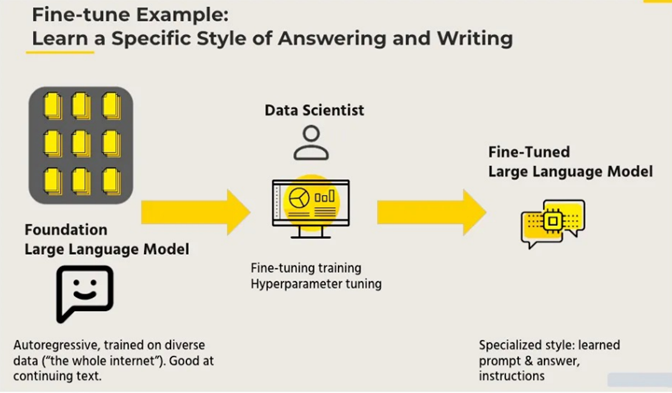 Fine-tune Example:
Learn a Specific Style of Answering and Writing
Data Scientist
Fine-Tuned
Large Language Model
Foundation
Large Language Model
Fine-tuning training
Hyperparameter tuning
Autoregressive, trained on diverse
data (“the whole internet”). Good at
continuing text.
Specialized style: learned
prompt & answer,
instructions